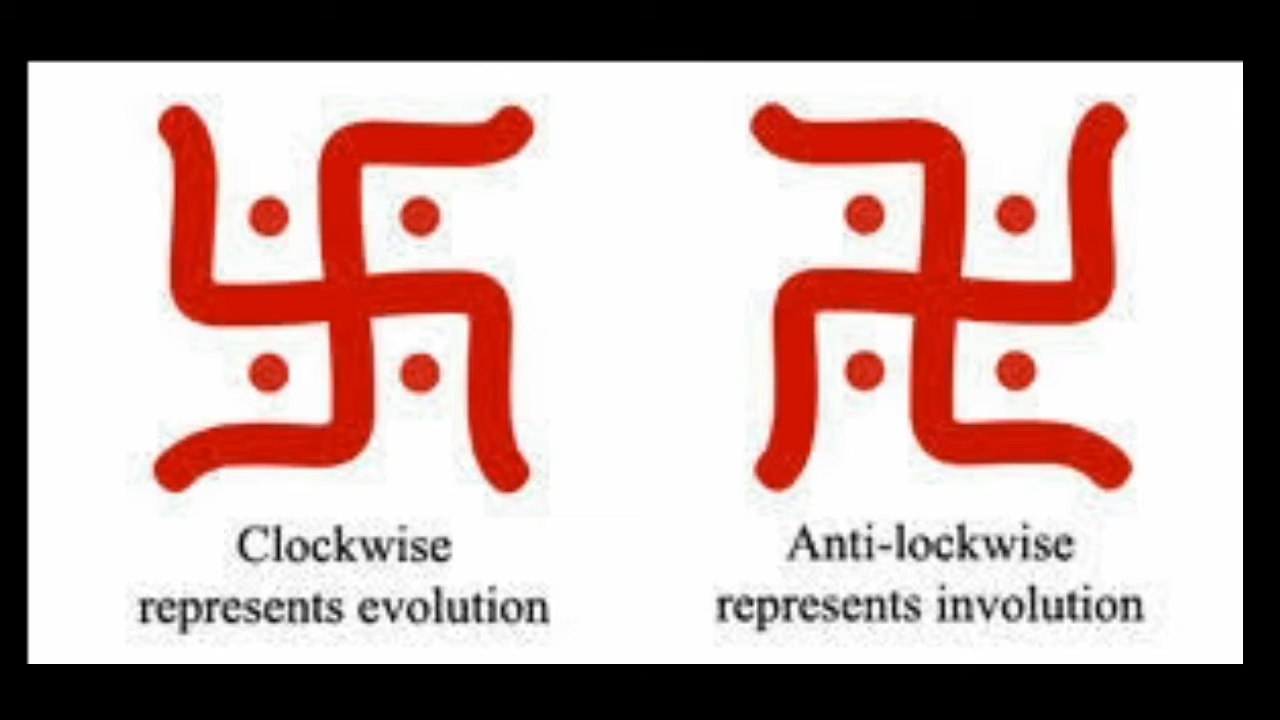 Clockwise
represents evolution
Anti-lockwise
represents involution